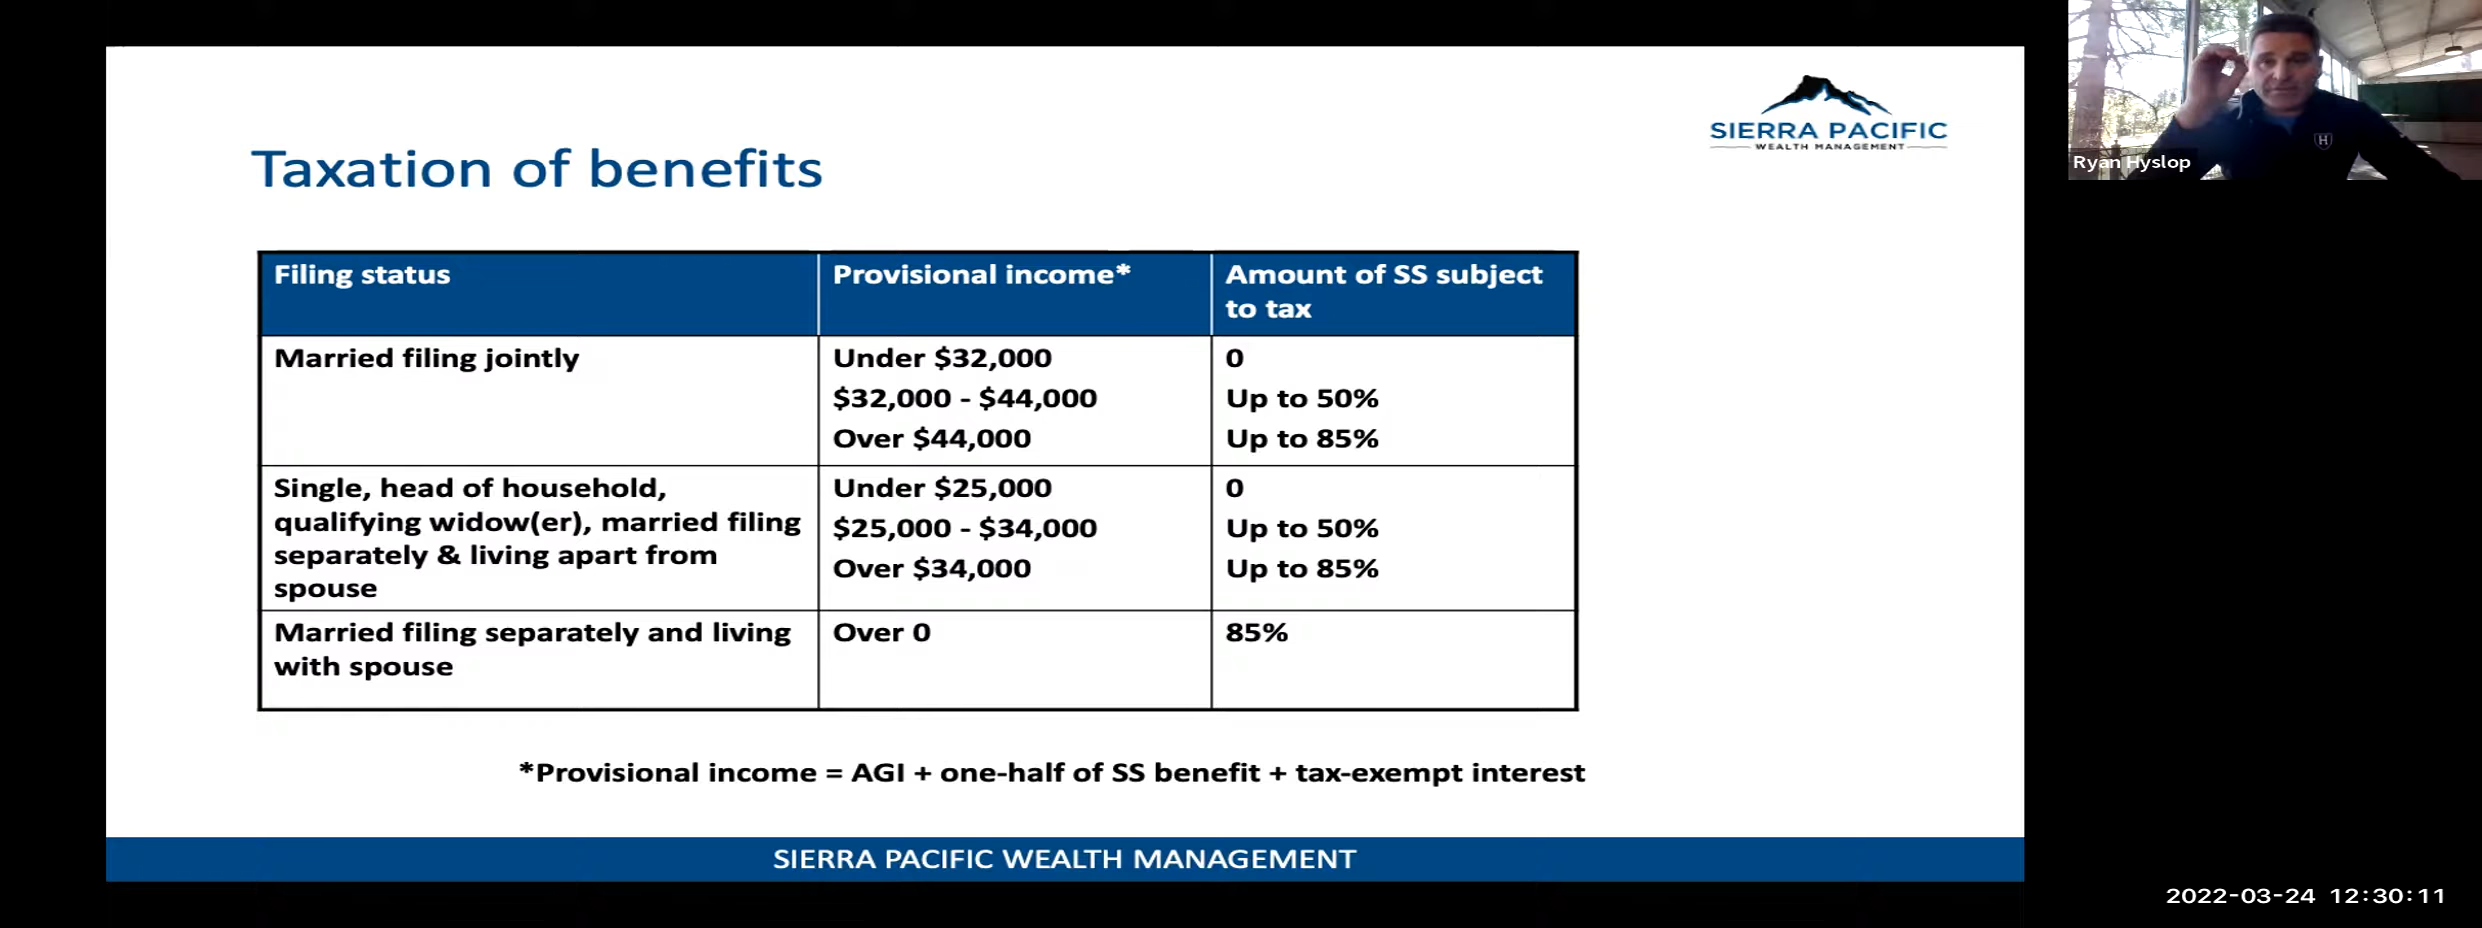 SIERRA PACIFIC
WEALTH MANAGEMENT
Ryan Hyslop
H
Taxation of benefits
Filing status
Provisional income*
Amount of SS subject
to tax
Married filing jointly
Under $32,000
0
$32,000 - $44,000
Up to 50%
Over $44,000
Up to 85%
Single, head of household,
qualifying widow(er), married filing
separately & living apart from
spouse
Under $25,000
0
$25,000 - $34,000
Up to 50%
Over $34,000
Up to 85%
Married filing separately and living
with spouse
Over 0
85%
*Provisional income = AGI + one-half of SS benefit + tax-exempt interest
SIERRA PACIFIC WEALTH MANAGEMENT
2022-03-24 12:30:11